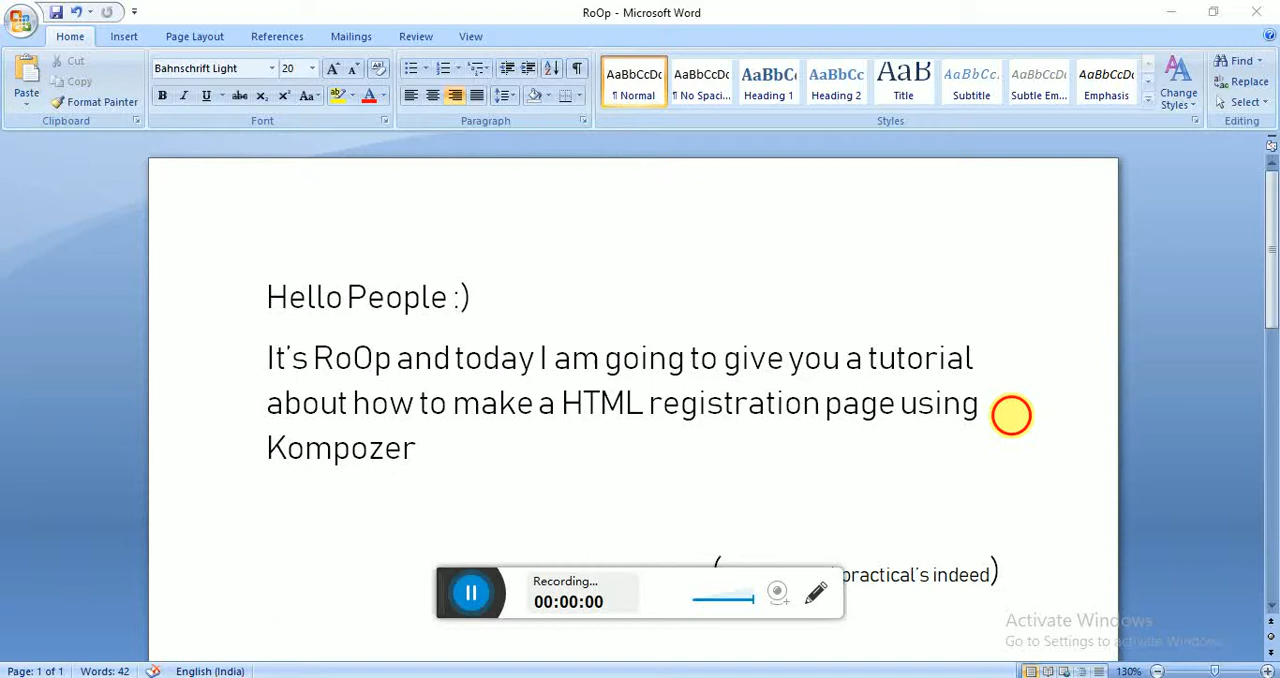 RoOp - Microsoft Word
Home Insert Page Layout References Mailings Review View
Cut
Copy
Format Painter
Paste
Clipboard
Bahnschrift Light 20
Font
Paragraph
AaBbCcDc AaBbCcDc AaBbC AaBbCc AaB AaBbCc. AaBbCcDc AaBbCcDc
¶ Normal ¶ No Spaci... Heading 1 Heading 2 Title Subtitle Subtle Em... Emphasis
Change
Styles
Styles
Find
Replace
Select
Editing
Hello People :)
It's RoOp and today I am going to give you a tutorial
about how to make a HTML registration page using
Kompozer
( practical's indeed)
Recording...
00:00:00
Activate Windows
Go to Settings to activate Windows.
Page: 1 of 1 Words: 42 English (India) 130%